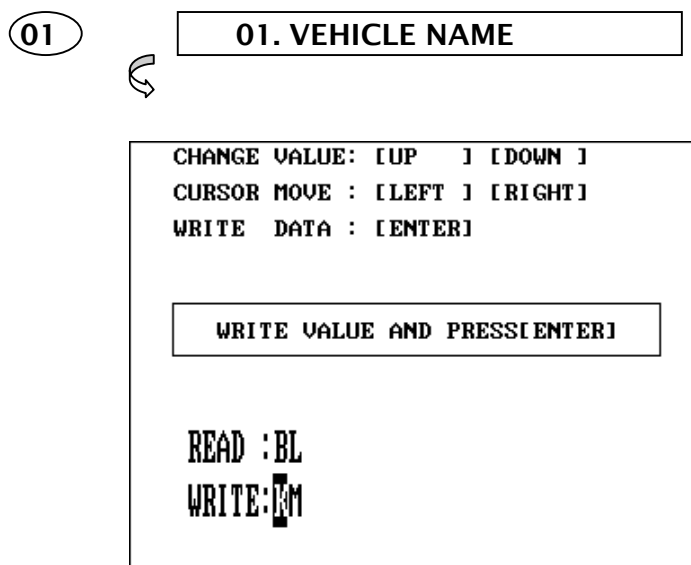 01 01. VEHICLE NAME
CHANGE VALUE: [UP ] [DOWN ]
CURSOR MOVE : [LEFT ] [RIGHT]
WRITE DATA : [ENTER]
WRITE VALUE AND PRESS[ENTER]
READ :BL
WRITE:KM